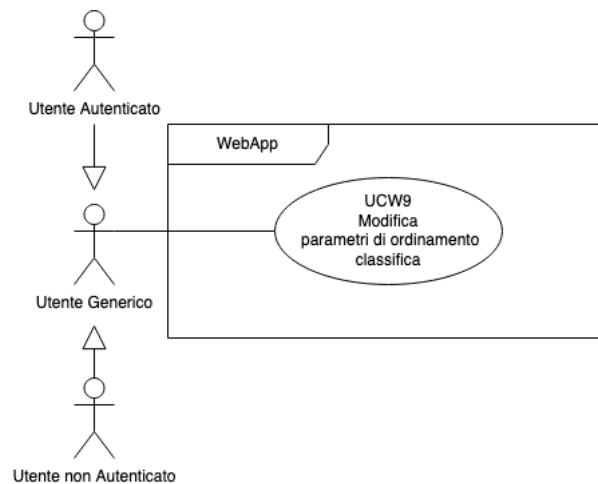 Utente Autenticato
WebApp
UCW9
Modifica
parametri di ordinamento
classifica
Utente Generico
Utente non Autenticato